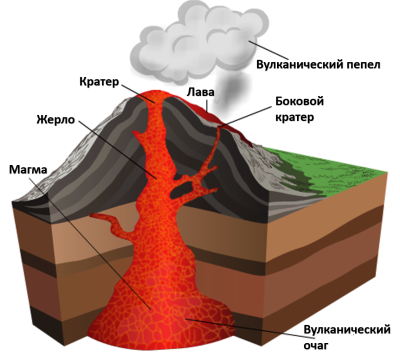 Вулканический пепел
Кратер
Лава
Боковой
кратер
Жерло
Магма
Вулканический
очаг